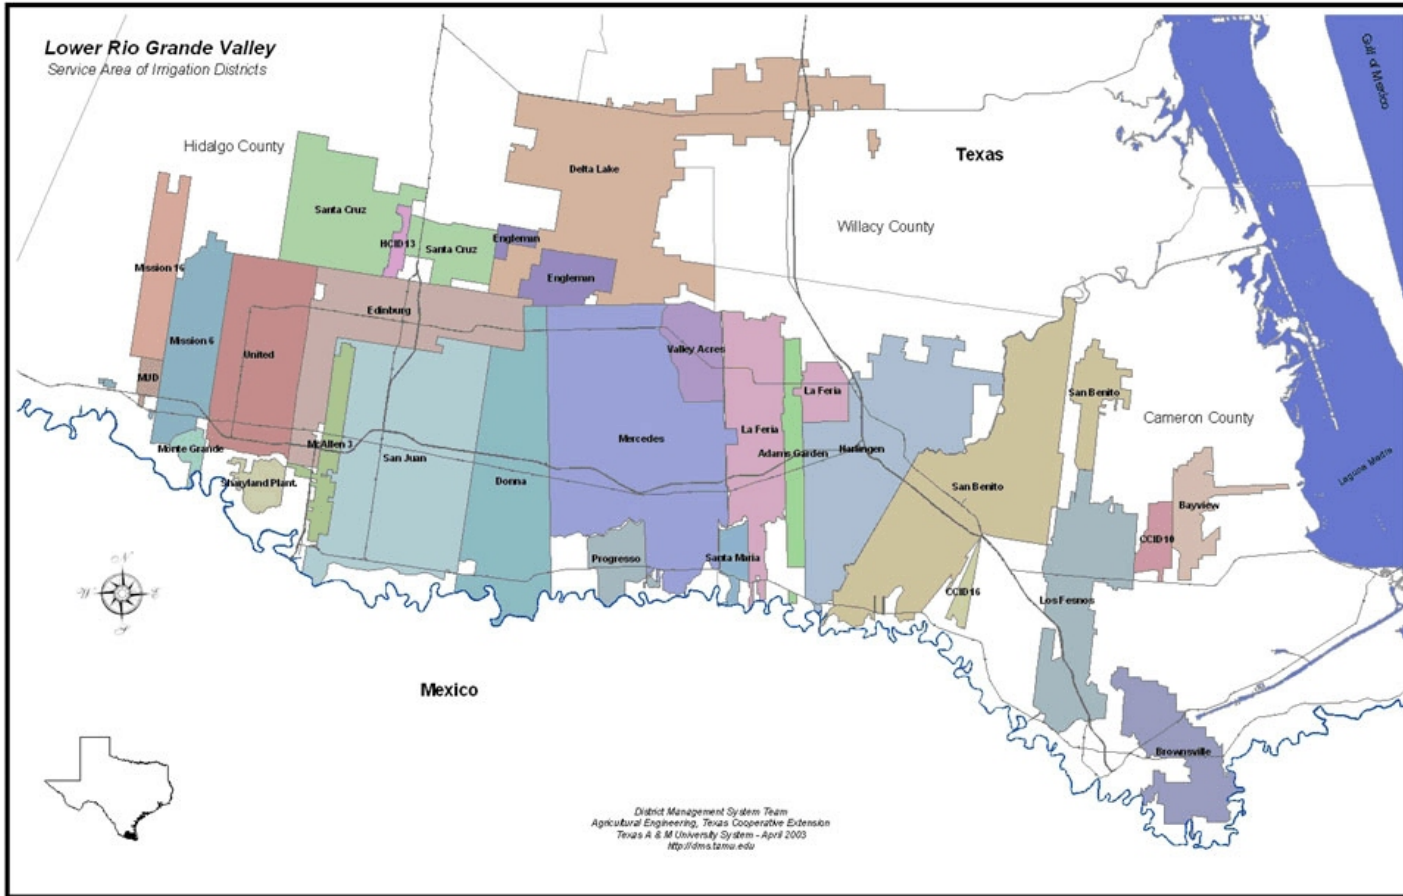 Lower Rio Grande Valley
Service Area of Irrigation Districts
Gulf of Mexico
Hidalgo County
Texas
Delta Lake
Santa Cruz
HCID13
Santa Cruz
Engleman
Willacy County
Mission 16
Engleman
Edinburg
Mission 6
United
Valley Acres
MUD
La Feria
San Benito
Cameron County
Monte Grande
McAllen 3
San Juan
Mercedes
La Feria
Adams Garden
Harlingen
Laguna Madre
Sharyland Plant.
Donna
San Benito
Bayview
CCID10
Progresso
Santa Maria
N
W
E
S
CCID16
Los Fesnos
Mexico
Brownsville
District Management System Team
Agricultural Engineering, Texas Cooperative Extension
Texas A & M University System - April 2003
http://dms.tamu.edu